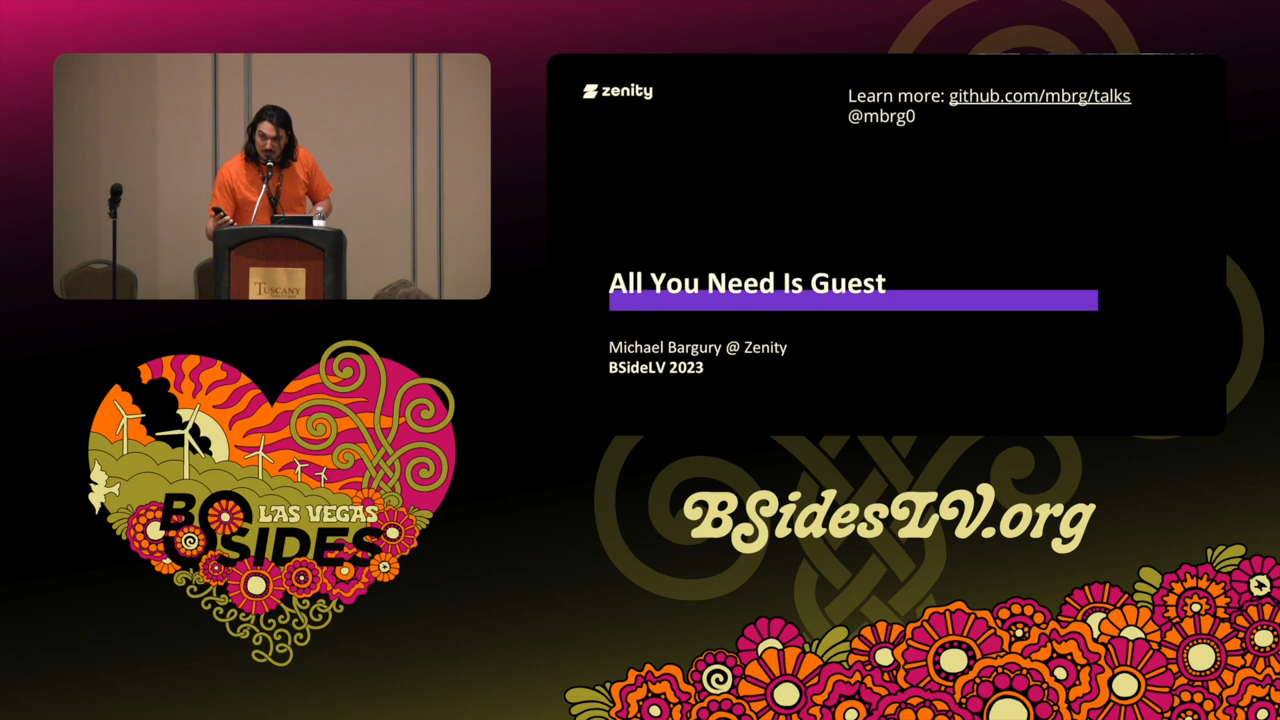 zenity
Learn more: github.com/mbrg/talks
@mbrg0
All You Need Is Guest
Michael Bargury @ Zenity
BSideLV 2023
TUSCANY
LAS VEGAS
BSIDES
BSidesLV.org